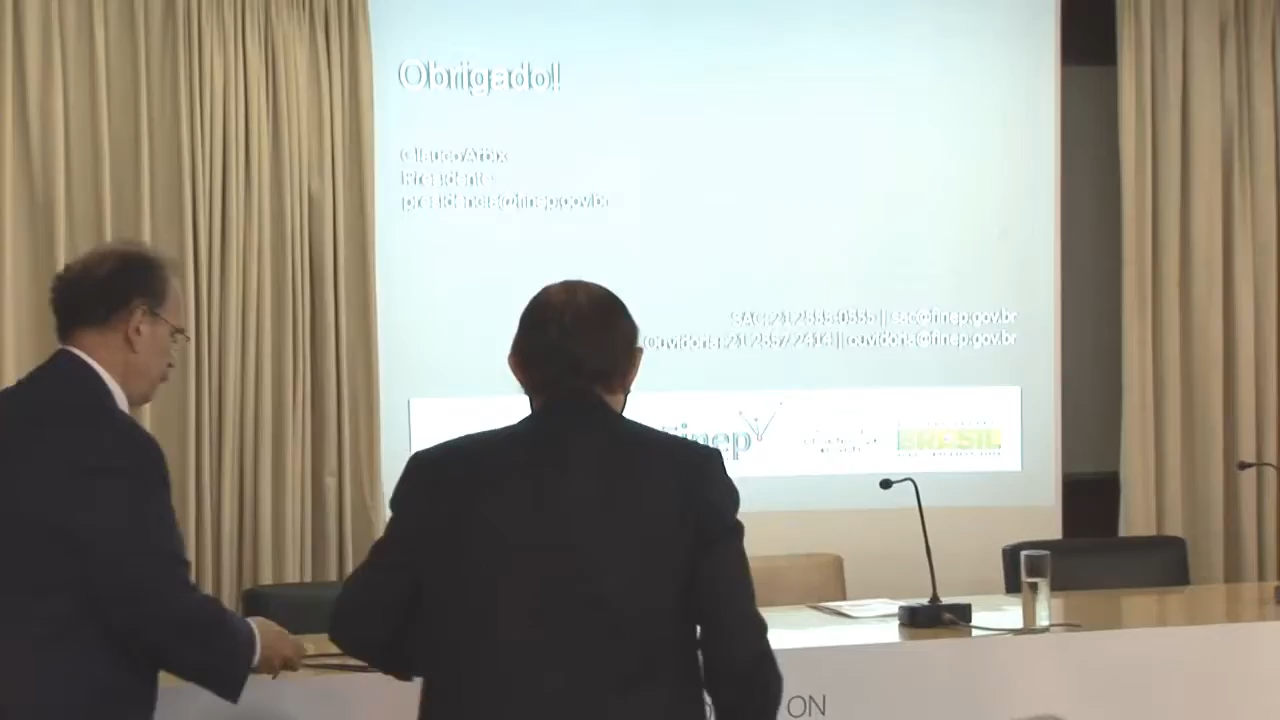 Obrigado!
Glauco Arbix
Presidente
presidencia@finep.gov.br
SAC: 21 2555-0555 || sac@finep.gov.br
Ouvidoria: 21 2557-2414 || ouvidoria@finep.gov.br
Finep
BRASIL
ON